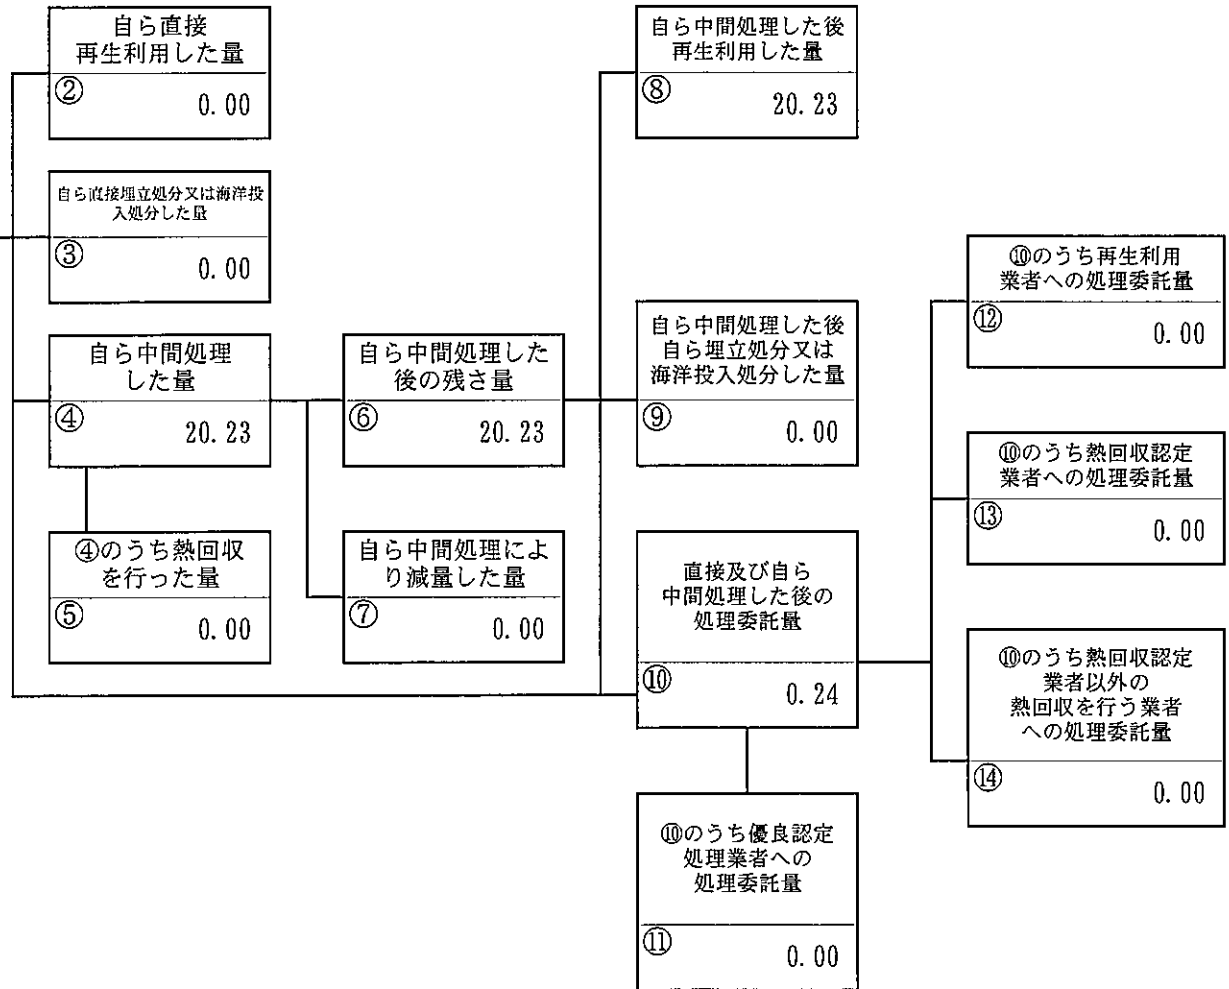 自ら直接
再生利用した量
②
0.00
自ら直接埋立処分又は海洋投
入処分した量
③
0.00
自ら中間処理
した量
④
20.23
④のうち熱回収
を行った量
⑤
0.00
自ら中間処理した
後の残さ量
⑥
20.23
自ら中間処理によ
り減量した量
⑦
0.00
自ら中間処理した後
再生利用した量
⑧
20.23
自ら中間処理した後
自ら埋立処分又は
海洋投入処分した量
⑨
0.00
直接及び自ら
中間処理した後の
処理委託量
⑩
0.24
⑩のうち優良認定
処理業者への
処理委託量
⑪
0.00
⑩のうち再生利用
業者への処理委託量
⑫
0.00
⑩のうち熱回収認定
業者への処理委託量
⑬
0.00
⑩のうち熱回収認定
業者以外の
熱回収を行う業者
への処理委託量
⑭
0.00